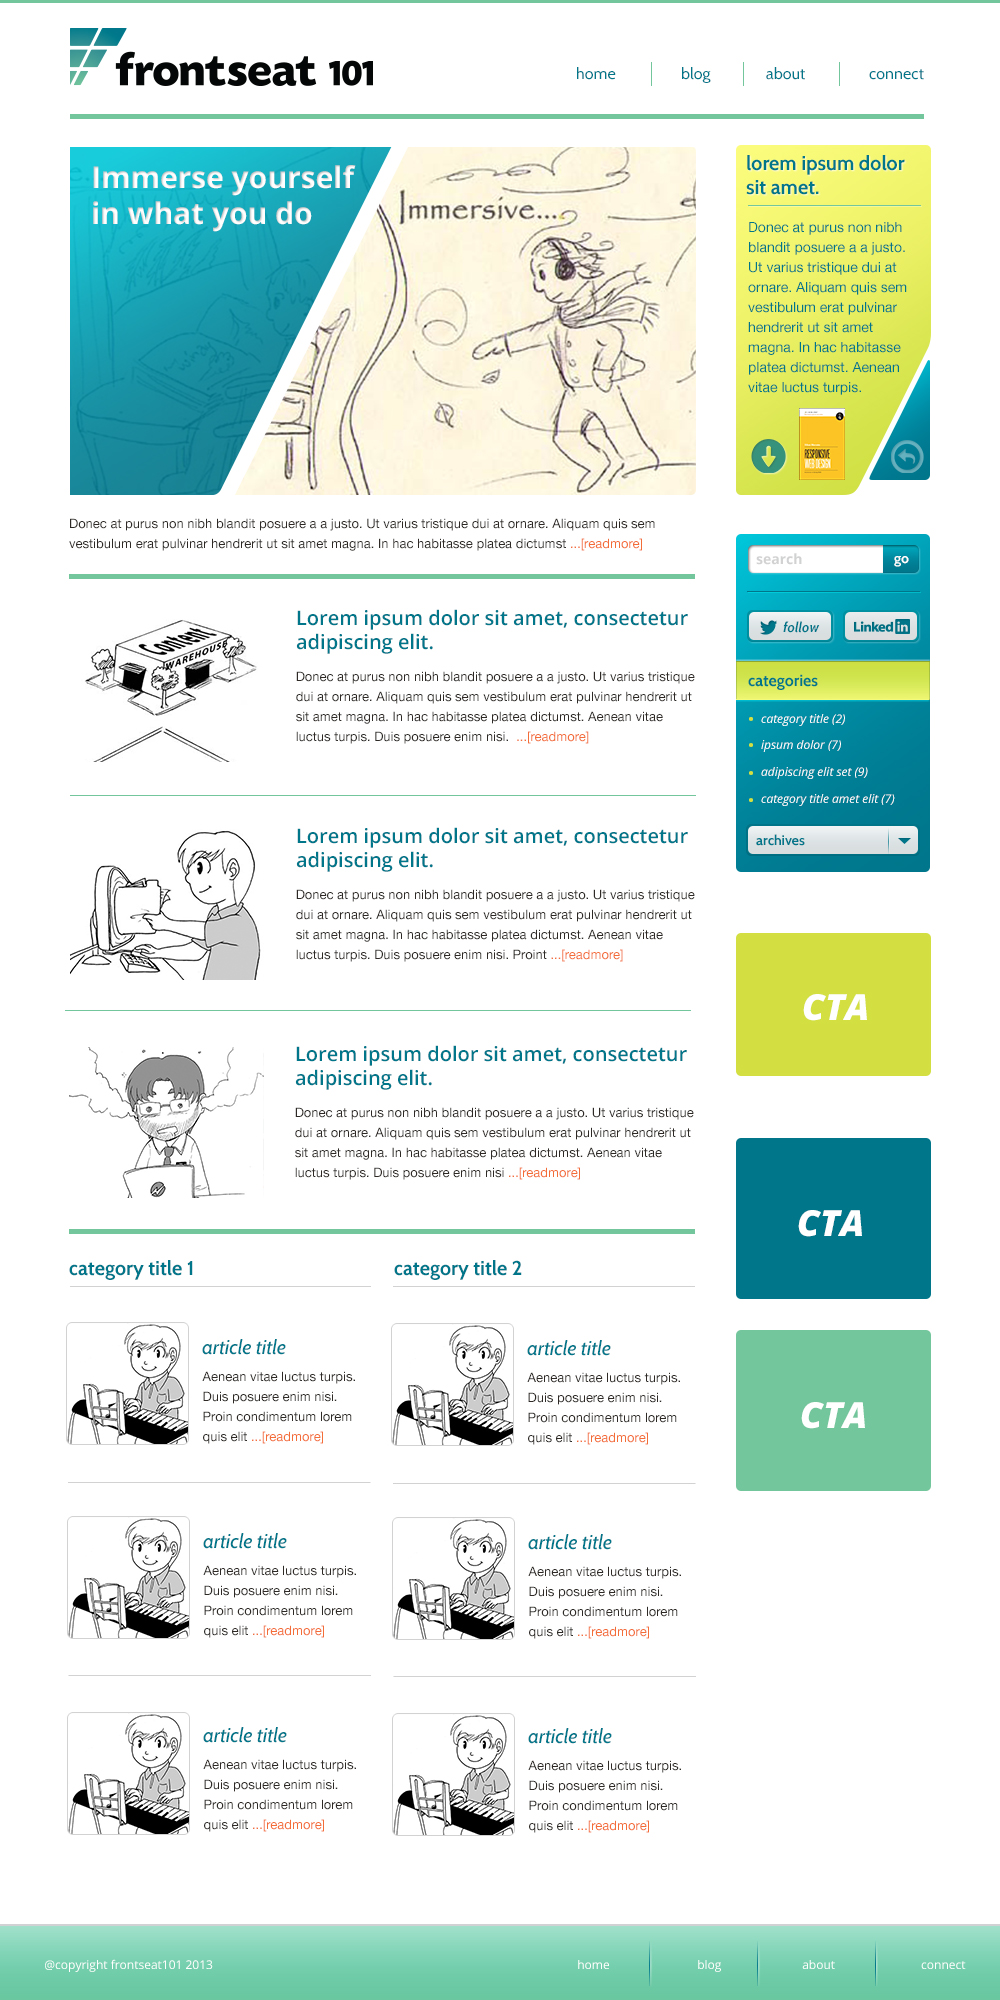 frontseat 101
home
blog
about
connect
Immerse yourself
in what you do
Immersive...
Donec at purus non nibh blandit posuere a a justo. Ut varius tristique dui at ornare. Aliquam quis sem
vestibulum erat pulvinar hendrerit ut sit amet magna. In hac habitasse platea dictumst ...[readmore]
Content
WAREHOUSE
Lorem ipsum dolor sit amet, consectetur
adipiscing elit.
Donec at purus non nibh blandit posuere a a justo. Ut varius tristique
dui at ornare. Aliquam quis sem vestibulum erat pulvinar hendrerit ut
sit amet magna. In hac habitasse platea dictumst. Aenean vitae
luctus turpis. Duis posuere enim nisi.  ...[readmore]
Lorem ipsum dolor sit amet, consectetur
adipiscing elit.
Donec at purus non nibh blandit posuere a a justo. Ut varius tristique
dui at ornare. Aliquam quis sem vestibulum erat pulvinar hendrerit ut
sit amet magna. In hac habitasse platea dictumst. Aenean vitae
luctus turpis. Duis posuere enim nisi. Proint ...[readmore]
Lorem ipsum dolor sit amet, consectetur
adipiscing elit.
Donec at purus non nibh blandit posuere a a justo. Ut varius tristique
dui at ornare. Aliquam quis sem vestibulum erat pulvinar hendrerit ut
sit amet magna. In hac habitasse platea dictumst. Aenean vitae
luctus turpis. Duis posuere enim nisi ...[readmore]
category title 1
article title
Aenean vitae luctus turpis.
Duis posuere enim nisi.
Proin condimentum lorem
quis elit ...[readmore]
article title
Aenean vitae luctus turpis.
Duis posuere enim nisi.
Proin condimentum lorem
quis elit ...[readmore]
article title
Aenean vitae luctus turpis.
Duis posuere enim nisi.
Proin condimentum lorem
quis elit ...[readmore]
category title 2
article title
Aenean vitae luctus turpis.
Duis posuere enim nisi.
Proin condimentum lorem
quis elit ...[readmore]
article title
Aenean vitae luctus turpis.
Duis posuere enim nisi.
Proin condimentum lorem
quis elit ...[readmore]
article title
Aenean vitae luctus turpis.
Duis posuere enim nisi.
Proin condimentum lorem
quis elit ...[readmore]
lorem ipsum dolor
sit amet.
Donec at purus non nibh
blandit posuere a a justo.
Ut varius tristique dui at
ornare. Aliquam quis sem
vestibulum erat pulvinar
hendrerit ut sit amet
magna. In hac habitasse
platea dictumst. Aenean
vitae luctus turpis.
RESPONSIVE
WEB DESIGN
search
go
follow
Linked in
categories
category title (2)
ipsum dolor (7)
adipiscing elit set (9)
category title amet elit (7)
archives
CTA
CTA
CTA
@copyright frontseat101 2013
home
blog
about
connect